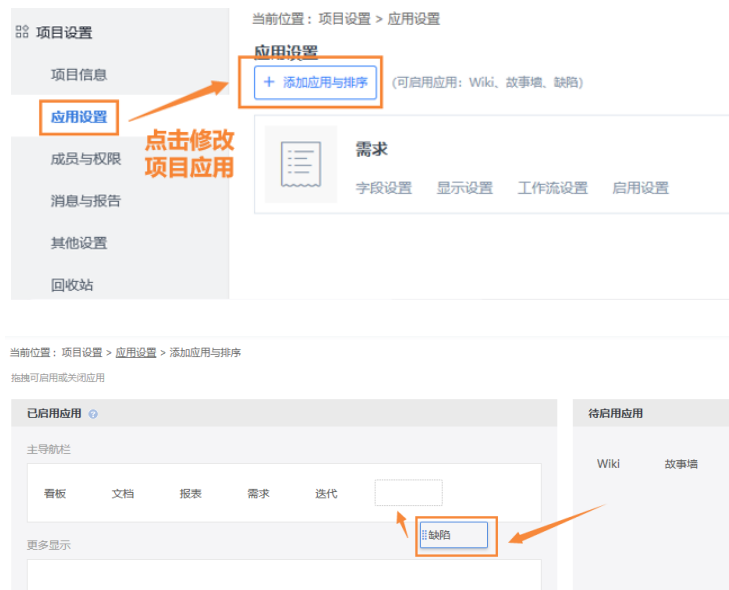 当前位置：项目设置 > 应用设置
项目设置
应用设置
项目信息
+ 添加应用与排序 (可启用应用：Wiki、故事墙、缺陷)
应用设置
点击修改
项目应用
需求
成员与权限
字段设置 显示设置 工作流设置 启用设置
消息与报告
其他设置
回收站
当前位置：项目设置 > 应用设置 > 添加应用与排序
拖拽可启用或关闭应用
已启用应用 ?
待启用应用
主导航栏
Wiki 故事墙
看板 文档 报表 需求 迭代
缺陷
更多显示